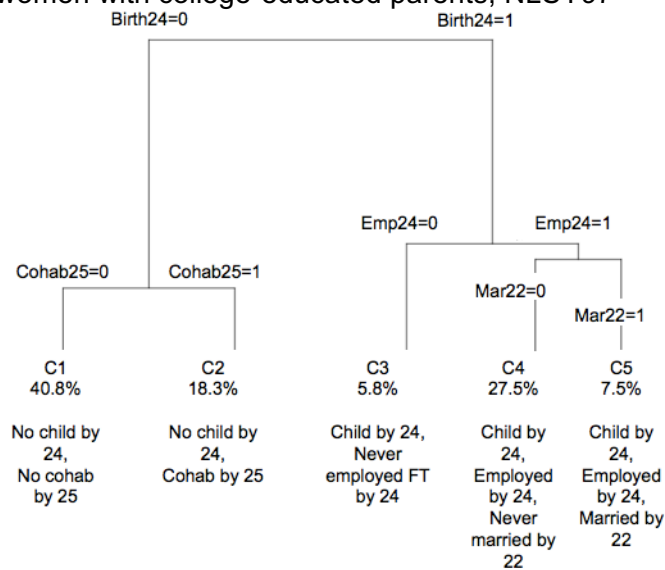 women with college-educated parents, NLSY97
Birth24=0 Birth24=1
Emp24=0 Emp24=1
Cohab25=0 Cohab25=1
Mar22=0
Mar22=1
C1
40.8%
No child by
24,
No cohab
by 25
C2
18.3%
No child by
24,
Cohab by 25
C3
5.8%
Child by 24,
Never
employed FT
by 24
C4
27.5%
Child by
24,
Employed
by 24,
Never
married by
22
C5
7.5%
Child by
24,
Employed
by 24,
Married by
22